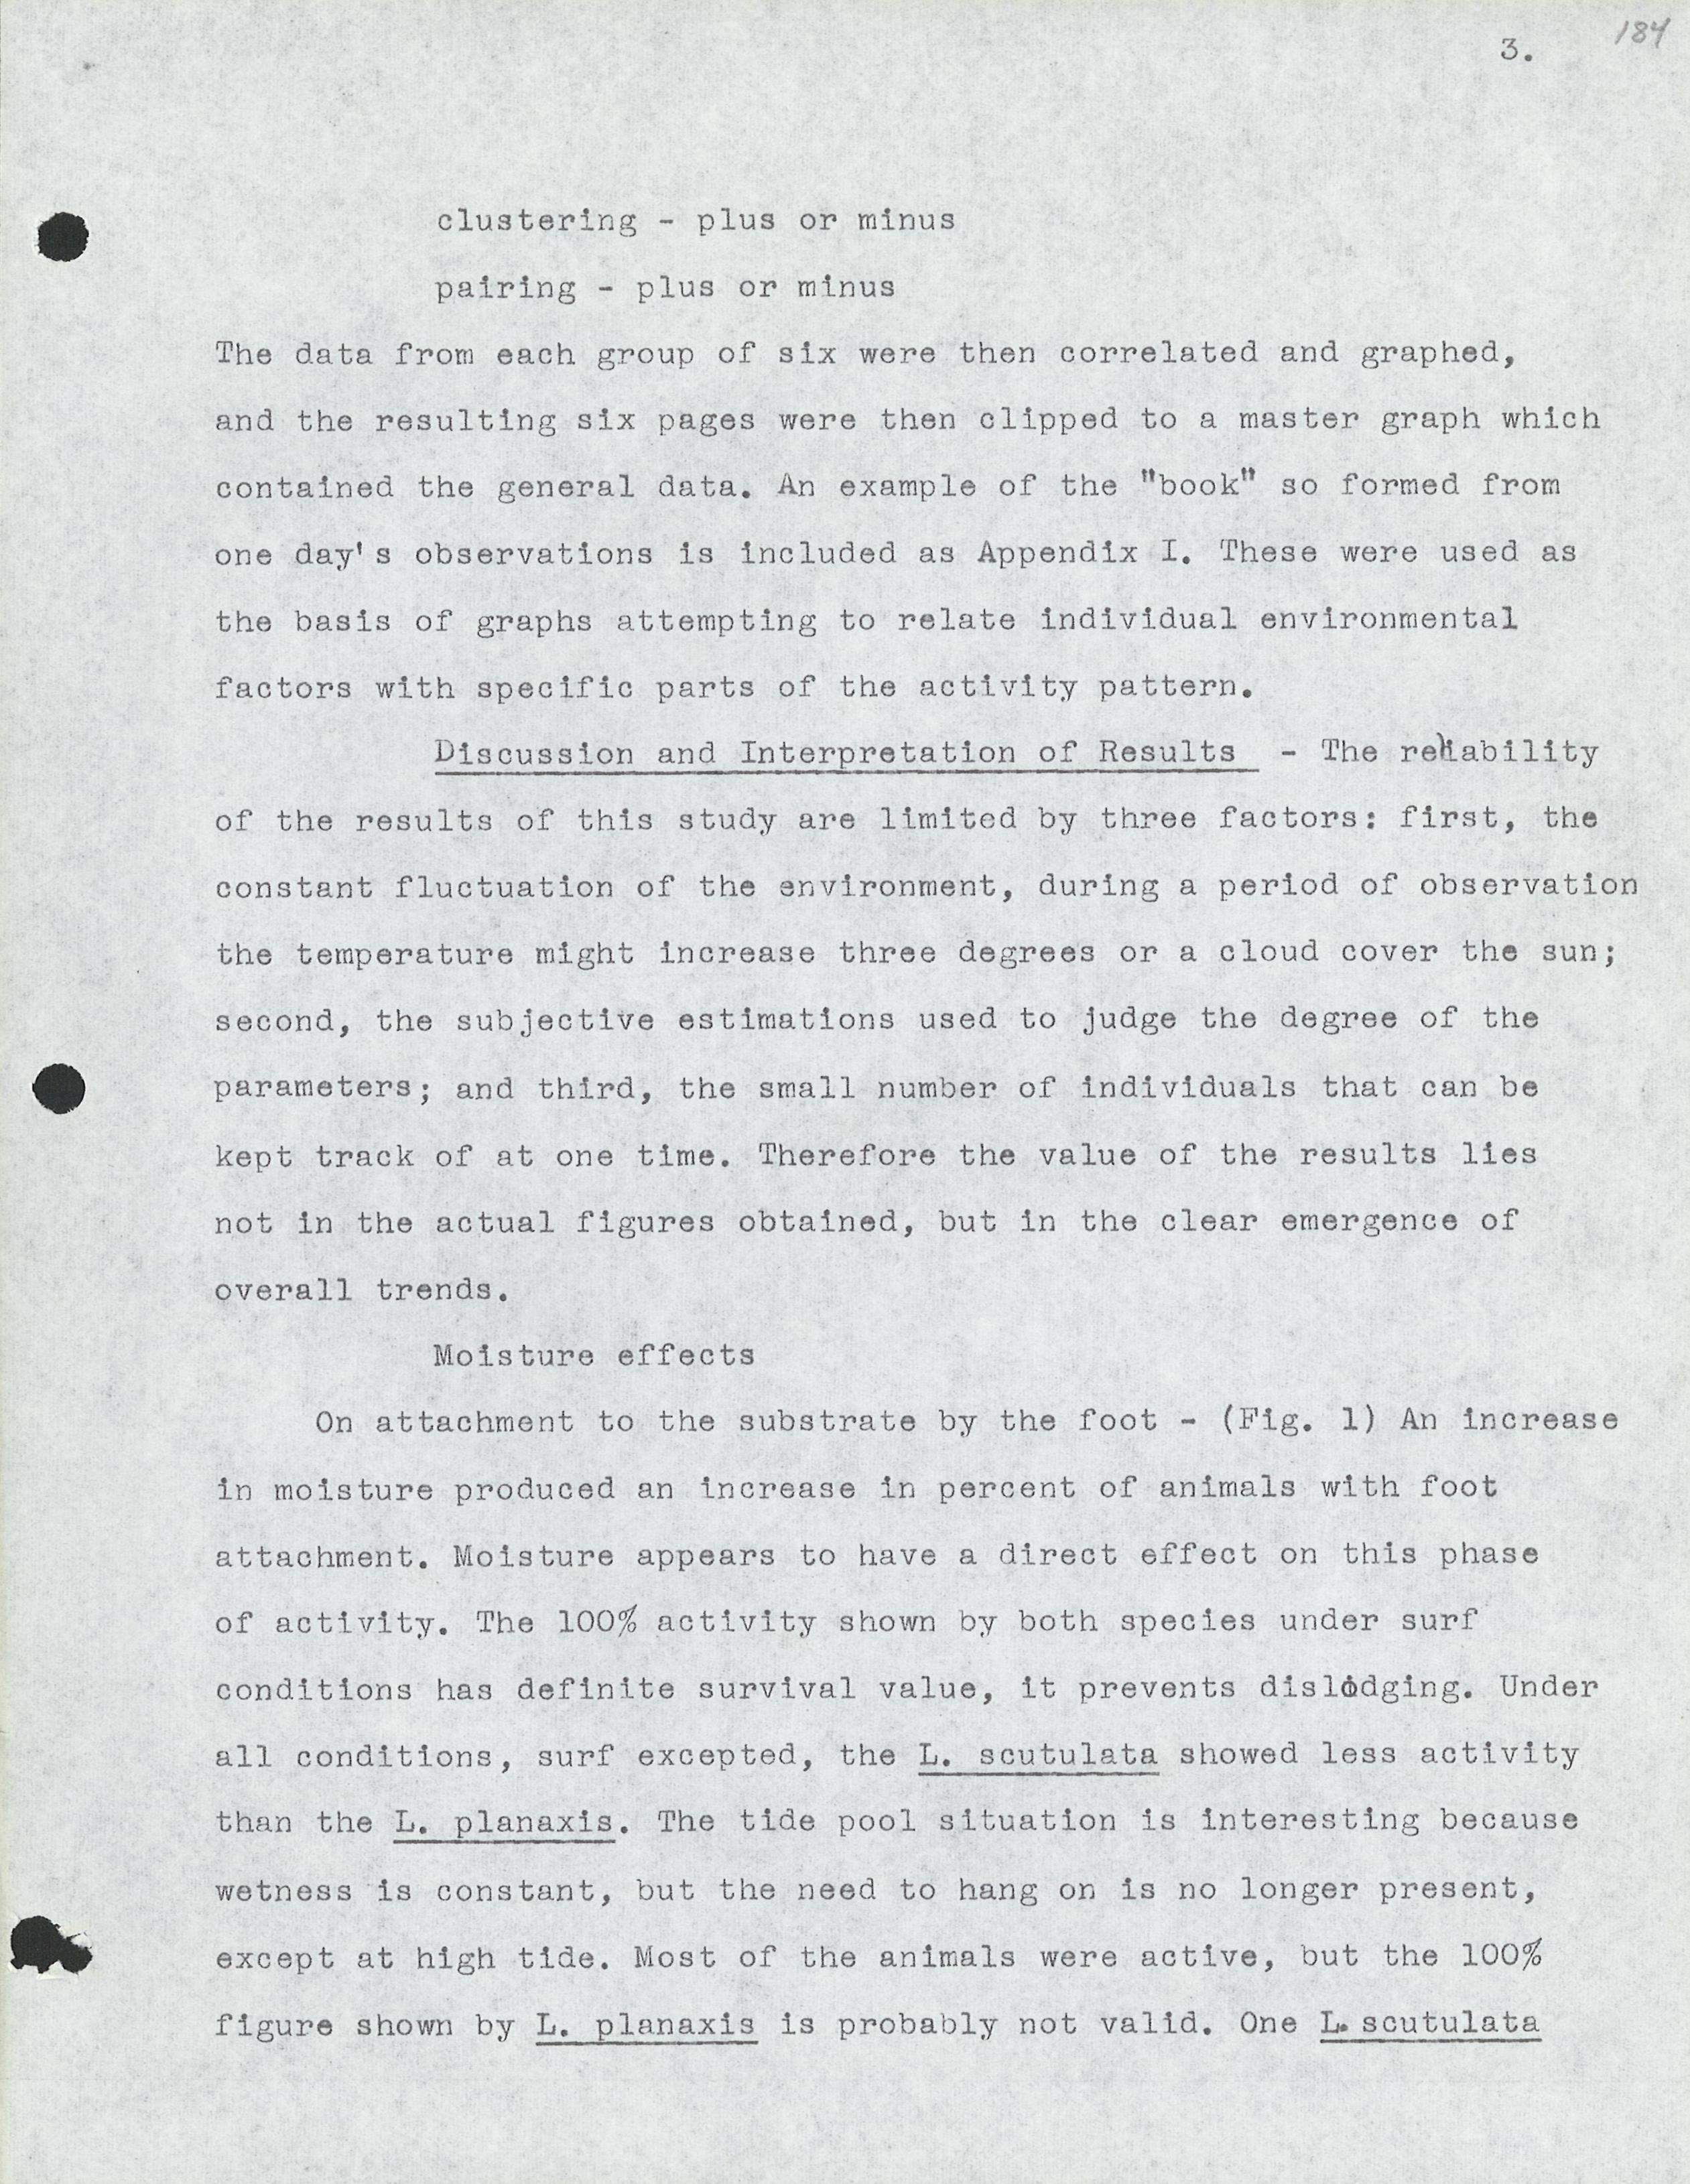 184
3.
clustering - plus or minus
pairing - plus or minus
The data from each group of six were then correlated and graphed,
and the resulting six pages were then clipped to a master graph which
contained the general data. An example of the "book" so formed from
one day's observations is included as Appendix I. These were used as
the basis of graphs attempting to relate individual environmental
factors with specific parts of the activity pattern.
Discussion and Interpretation of Results - The reliability
of the results of this study are limited by three factors: first, the
constant fluctuation of the environment, during a period of observation
the temperature might increase three degrees or a cloud cover the sun;
second, the subjective estimations used to judge the degree of the
parameters; and third, the small number of individuals that can be
kept track of at one time. Therefore the value of the results lies
not in the actual figures obtained, but in the clear emergence of
overall trends.
Moisture effects
On attachment to the substrate by the foot - (Fig. 1) An increase
in moisture produced an increase in percent of animals with foot
attachment. Moisture appears to have a direct effect on this phase
of activity. The 100% activity shown by both species under surf
conditions has definite survival value, it prevents dislodging. Under
all conditions, surf excepted, the L. scutulata showed less activity
than the L. planaxis. The tide pool situation is interesting because
wetness is constant, but the need to hang on is no longer present,
except at high tide. Most of the animals were active, but the 100%
figure shown by L. planaxis is probably not valid. One L. scutulata